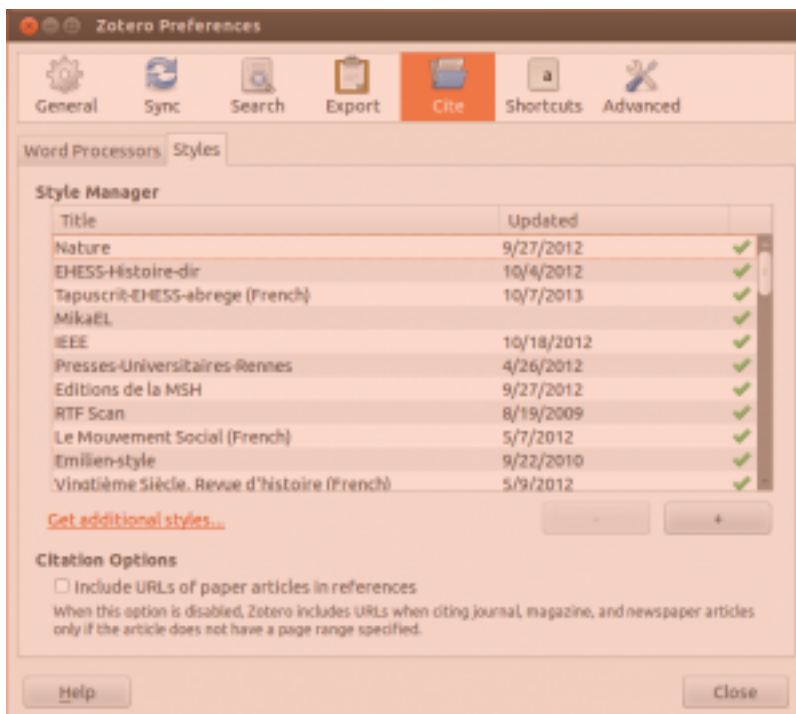 Zotero Preferences
General Sync Search Export Cite Shortcuts Advanced
Word Processors Styles
Style Manager
Title Updated
Nature 9/27/2012
EHESS-Histoire-dir 10/4/2012
Tapuscrit-EHESS-abrege (French) 10/7/2013
MikaEL
IEEE 10/18/2012
Presses-Universitaires-Rennes 4/26/2012
Editions de la MSH 9/27/2012
RTF Scan 8/19/2009
Le Mouvement Social (French) 5/7/2012
Emilien-style 9/22/2010
Vingtième Siècle. Revue d'histoire (French) 5/9/2012
Get additional styles...
- +
Citation Options
Include URLs of paper articles in references
When this option is disabled, Zotero includes URLs when citing journal, magazine, and newspaper articles
only if the article does not have a page range specified.
Help Close